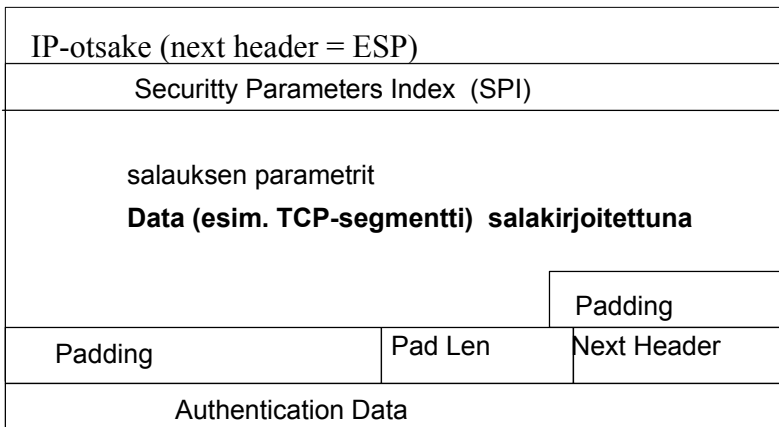 IP-otsake (next header = ESP)
Securitty Parameters Index (SPI)
salauksen parametrit
Data (esim. TCP-segmentti) salakirjoitettuna
Padding
Padding
Pad Len
Next Header
Authentication Data